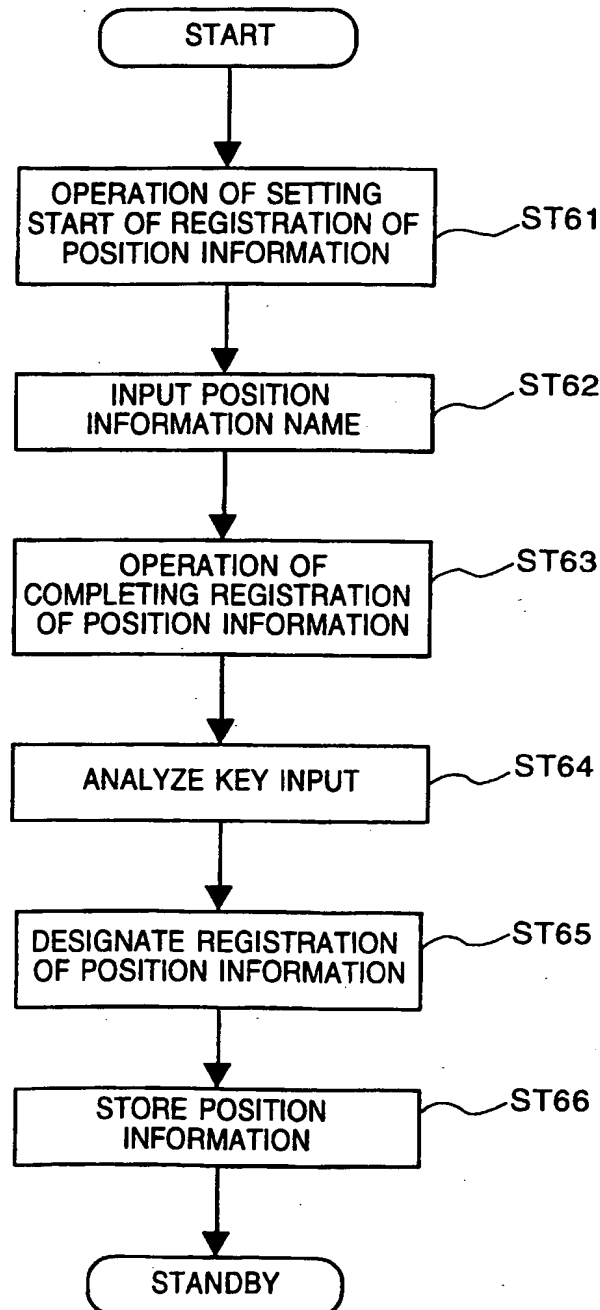 START
OPERATION OF SETTING
START OF REGISTRATION OF
POSITION INFORMATION
ST61
INPUT POSITION
INFORMATION NAME
ST62
OPERATION OF
COMPLETING REGISTRATION
OF POSITION INFORMATION
ST63
ANALYZE KEY INPUT
ST64
DESIGNATE REGISTRATION
OF POSITION INFORMATION
ST65
STORE POSITION
INFORMATION
ST66
STANDBY